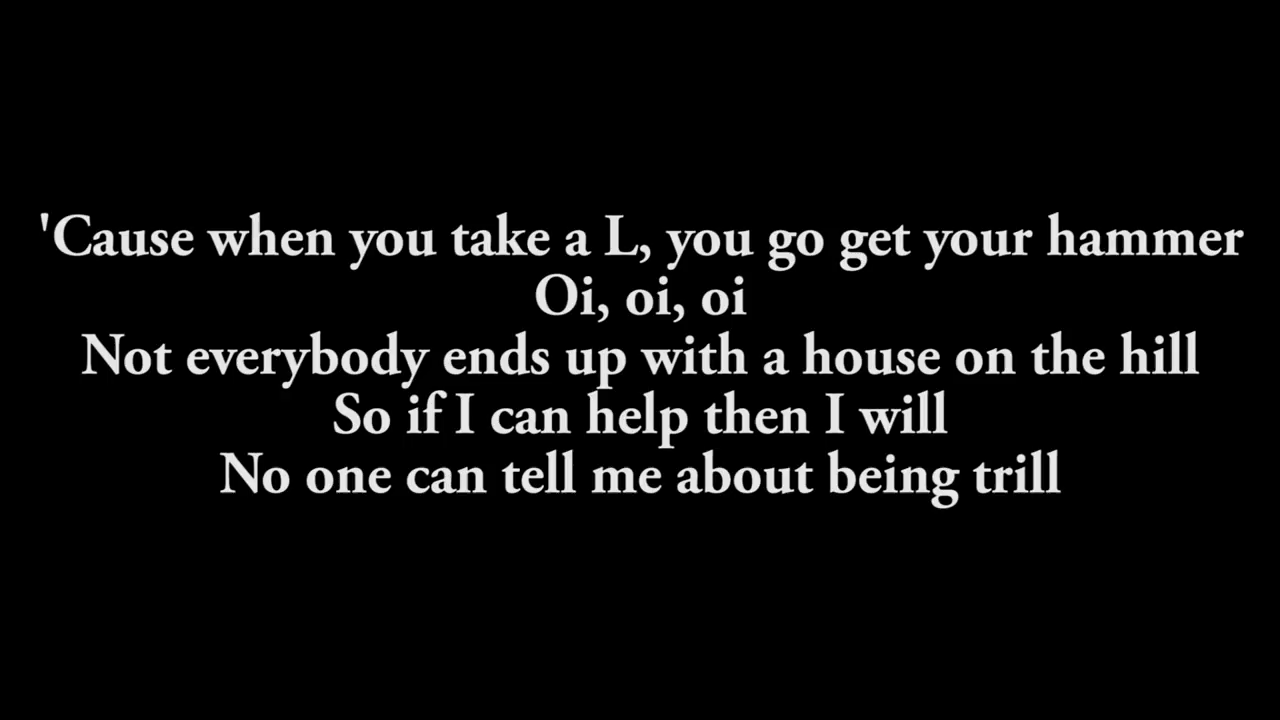 'Cause when you take a L, you go get your hammer
Oi, oi, oi
Not everybody ends up with a house on the hill
So if I can help then I will
No one can tell me about being trill